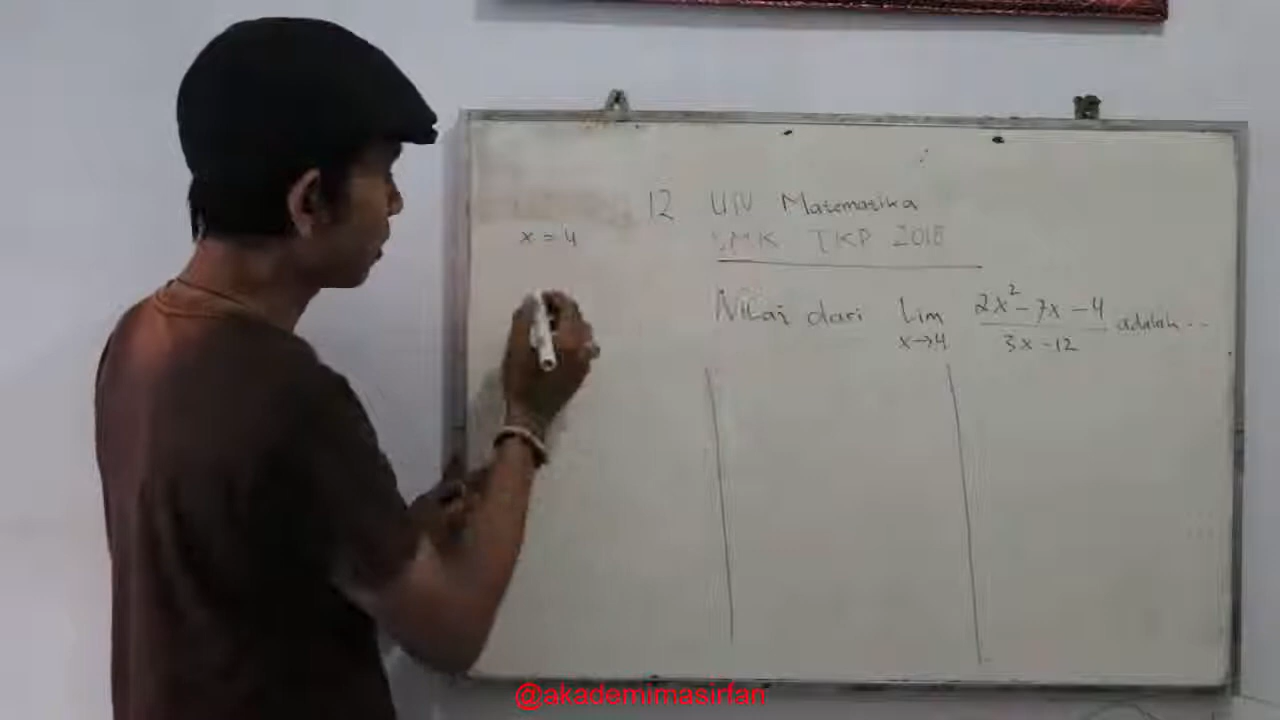 12 UN Matematika
SMK TKP 2018
x = 4
Nilai dari lim x→4 2x² - 7x - 4 / 3x - 12 adalah ...
@akademimasirfan